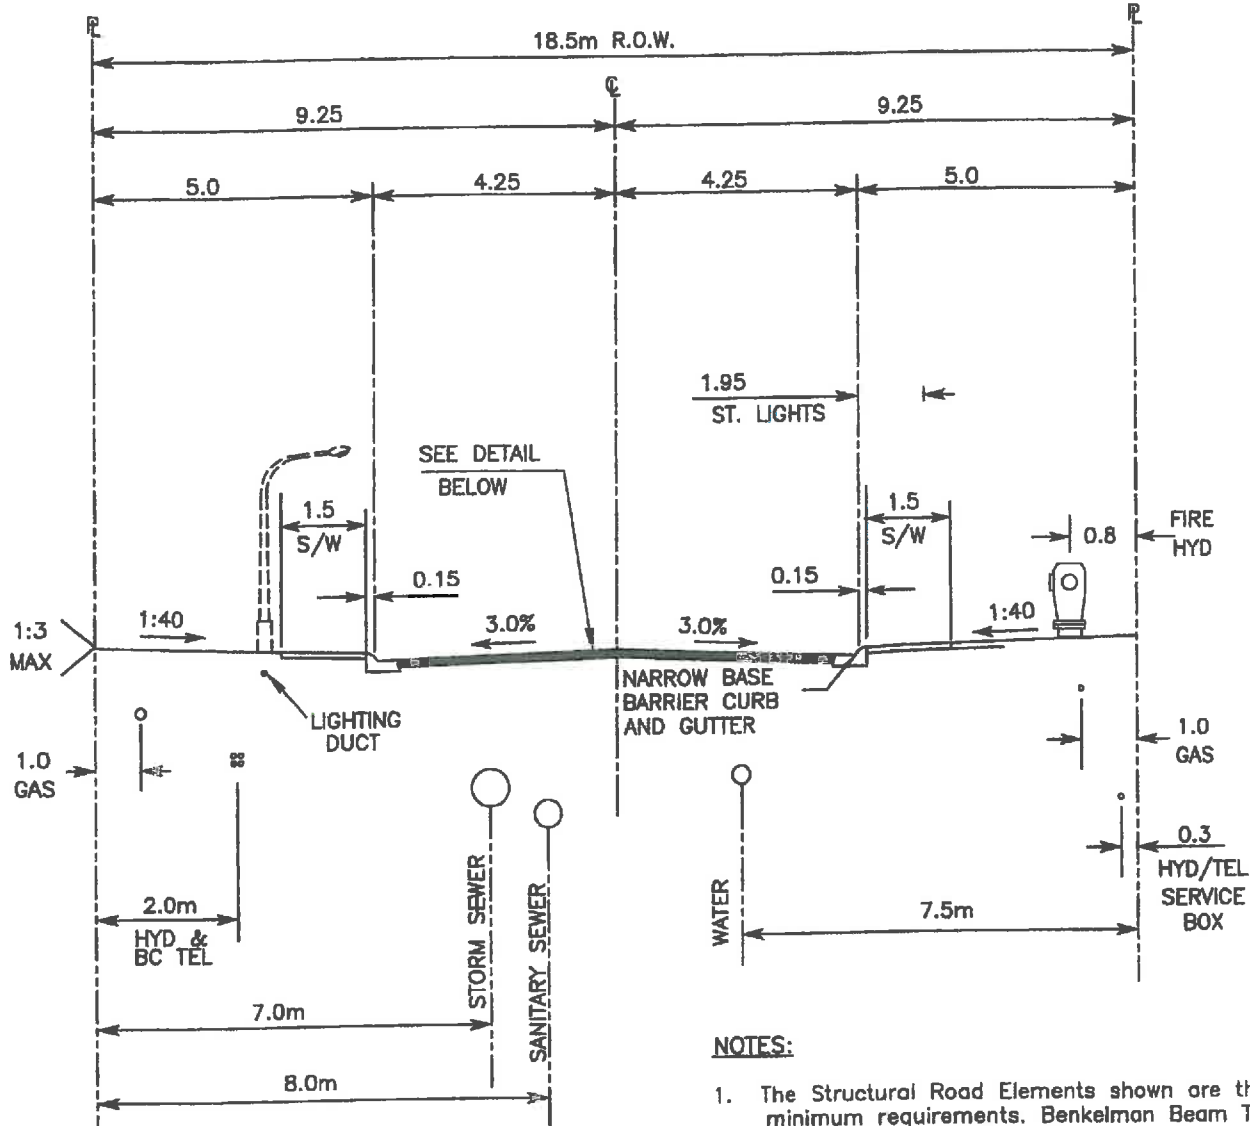 PL
PL
18.5m R.O.W.
CL
9.25
9.25
5.0
4.25
4.25
5.0
1.95
ST. LIGHTS
SEE DETAIL
BELOW
1.5
S/W
1.5
S/W
0.8
FIRE
HYD
0.15
0.15
1:3
MAX
1:40
3.0%
3.0%
1:40
NARROW BASE
BARRIER CURB
AND GUTTER
LIGHTING
DUCT
1.0
GAS
1.0
GAS
0.3
HYD/TEL
SERVICE
BOX
2.0m
HYD &
BC TEL
STORM SEWER
SANITARY SEWER
WATER
7.5m
7.0m
8.0m
NOTES:
1. The Structural Road Elements shown are th
minimum requirements. Benkelman Beam T